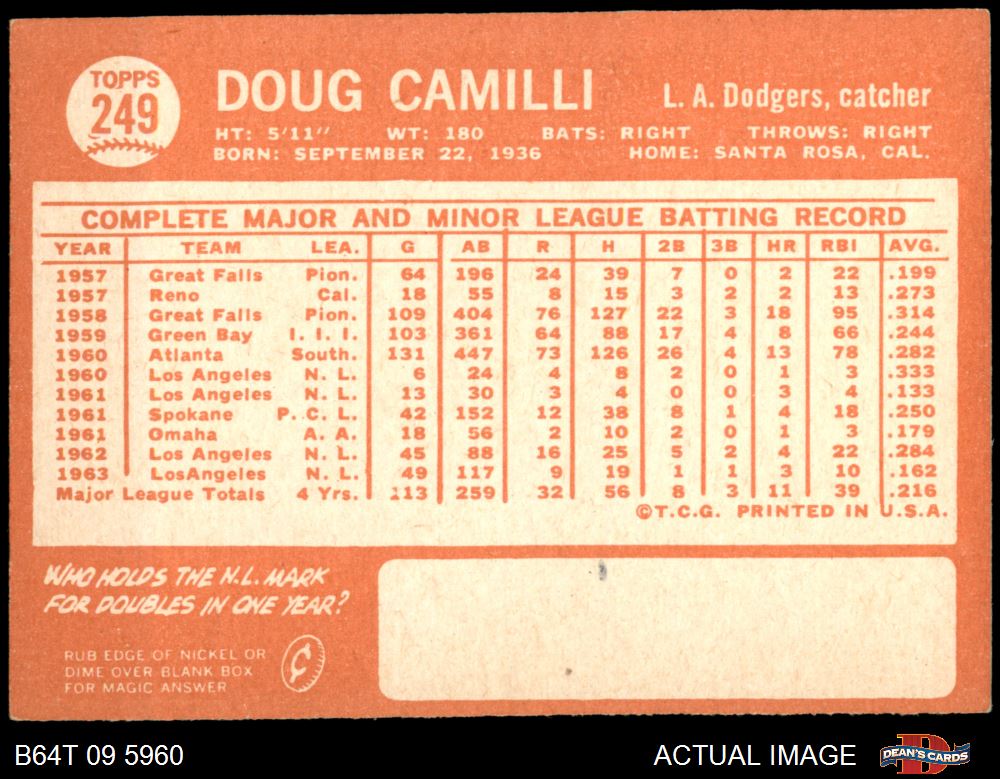 TOPPS
249
DOUG CAMILLI
L. A. Dodgers, catcher
HT: 5'11" WT: 180 BATS: RIGHT THROWS: RIGHT
BORN: SEPTEMBER 22, 1936 HOME: SANTA ROSA, CAL.
COMPLETE MAJOR AND MINOR LEAGUE BATTING RECORD
YEAR TEAM LEA. G AB R H 2B 3B HR RBI AVG.
1957 Great Falls Pion. 64 196 24 39 7 0 2 22 .199
1957 Reno Cal. 18 55 8 15 3 2 2 13 .273
1958 Great Falls Pion. 109 404 76 127 22 3 18 95 .314
1959 Green Bay I. I. I. 103 361 64 88 17 4 8 66 .244
1960 Atlanta South. 131 447 73 126 26 4 13 78 .282
1960 Los Angeles N. L. 6 24 4 8 2 0 1 3 .333
1961 Los Angeles N. L. 13 30 3 4 0 0 3 4 .133
1961 Spokane P. C. L. 42 152 12 38 8 1 4 18 .250
1961 Omaha A. A. 18 56 2 10 2 0 1 3 .179
1962 Los Angeles N. L. 45 88 16 25 5 2 4 22 .284
1963 LosAngeles N. L. 49 117 9 19 1 1 3 10 .162
Major League Totals 4 Yrs. 113 259 32 56 8 3 11 39 .216
©T.C.G. PRINTED IN U.S.A.
WHO HOLDS THE N.L. MARK
FOR DOUBLES IN ONE YEAR?
RUB EDGE OF NICKEL OR
DIME OVER BLANK BOX
FOR MAGIC ANSWER
¢
B64T 09 5960
ACTUAL IMAGE
D
DEAN'S CARDS